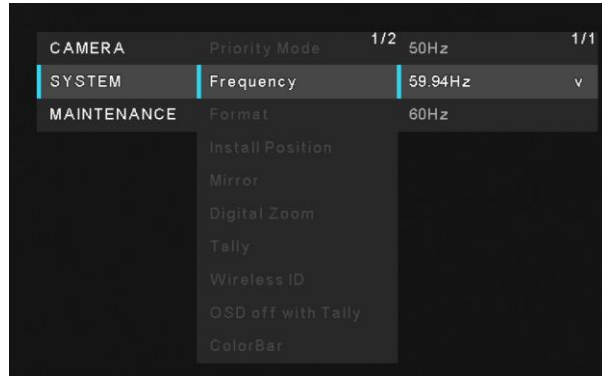 CAMERA
SYSTEM
MAINTENANCE
1/2
Priority Mode
Frequency
Format
Install Position
Mirror
Digital Zoom
Tally
Wireless ID
OSD off with Tally
ColorBar
1/1
50Hz
59.94Hz v
60Hz